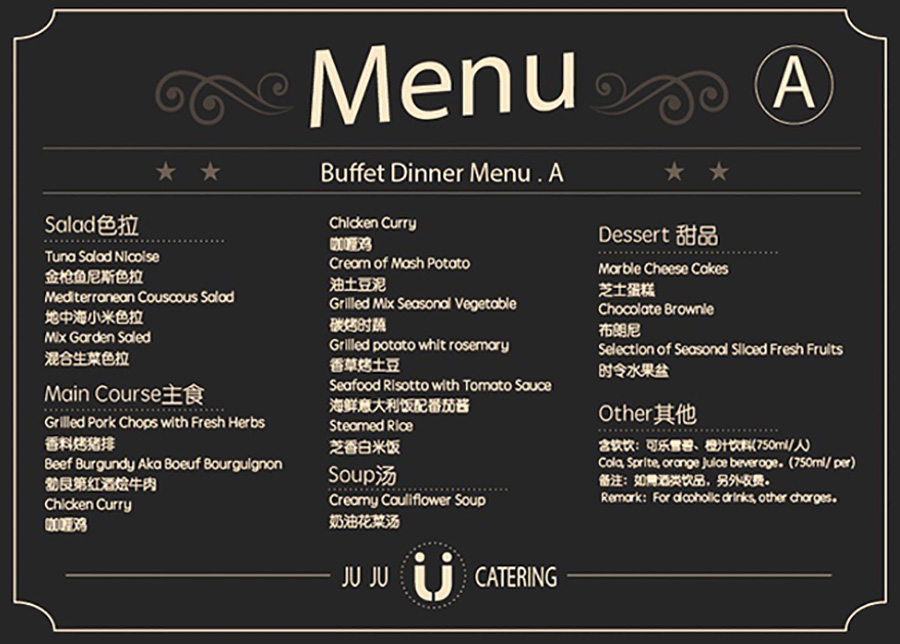 Menu
A
Buffet Dinner Menu . A
Salad色拉
Tuna Salad Nicoise
金枪鱼尼斯色拉
Mediterranean Couscous Salad
地中海小米色拉
Mix Garden Saled
混合生菜色拉
Main Course主食
Grilled Pork Chops with Fresh Herbs
香料烤猪排
Beef Burgundy Aka Boeuf Bourguignon
勃艮第红酒烩牛肉
Chicken Curry
咖喱鸡
Chicken Curry
咖喱鸡
Cream of Mash Potato
油土豆泥
Grilled Mix Seasonal Vegetable
碳烤时蔬
Grilled potato whit rosemary
香草烤土豆
Seafood Risotto with Tomato Sauce
海鲜意大利饭配番茄酱
Steamed Rice
芝香白米饭
Soup汤
Creamy Cauliflower Soup
奶油花菜汤
Dessert 甜品
Marble Cheese Cakes
芝士蛋糕
Chocolate Brownie
布朗尼
Selection of Seasonal Sliced Fresh Fruits
时令水果盆
Other其他
含软饮：可乐雪碧、橙汁饮料(750ml/人)
Cola, Sprite, orange juice beverage。(750ml/ per)
备注：如需酒类饮品，另外收费。
Remark：For alcoholic drinks, other charges。
JU JU CATERING